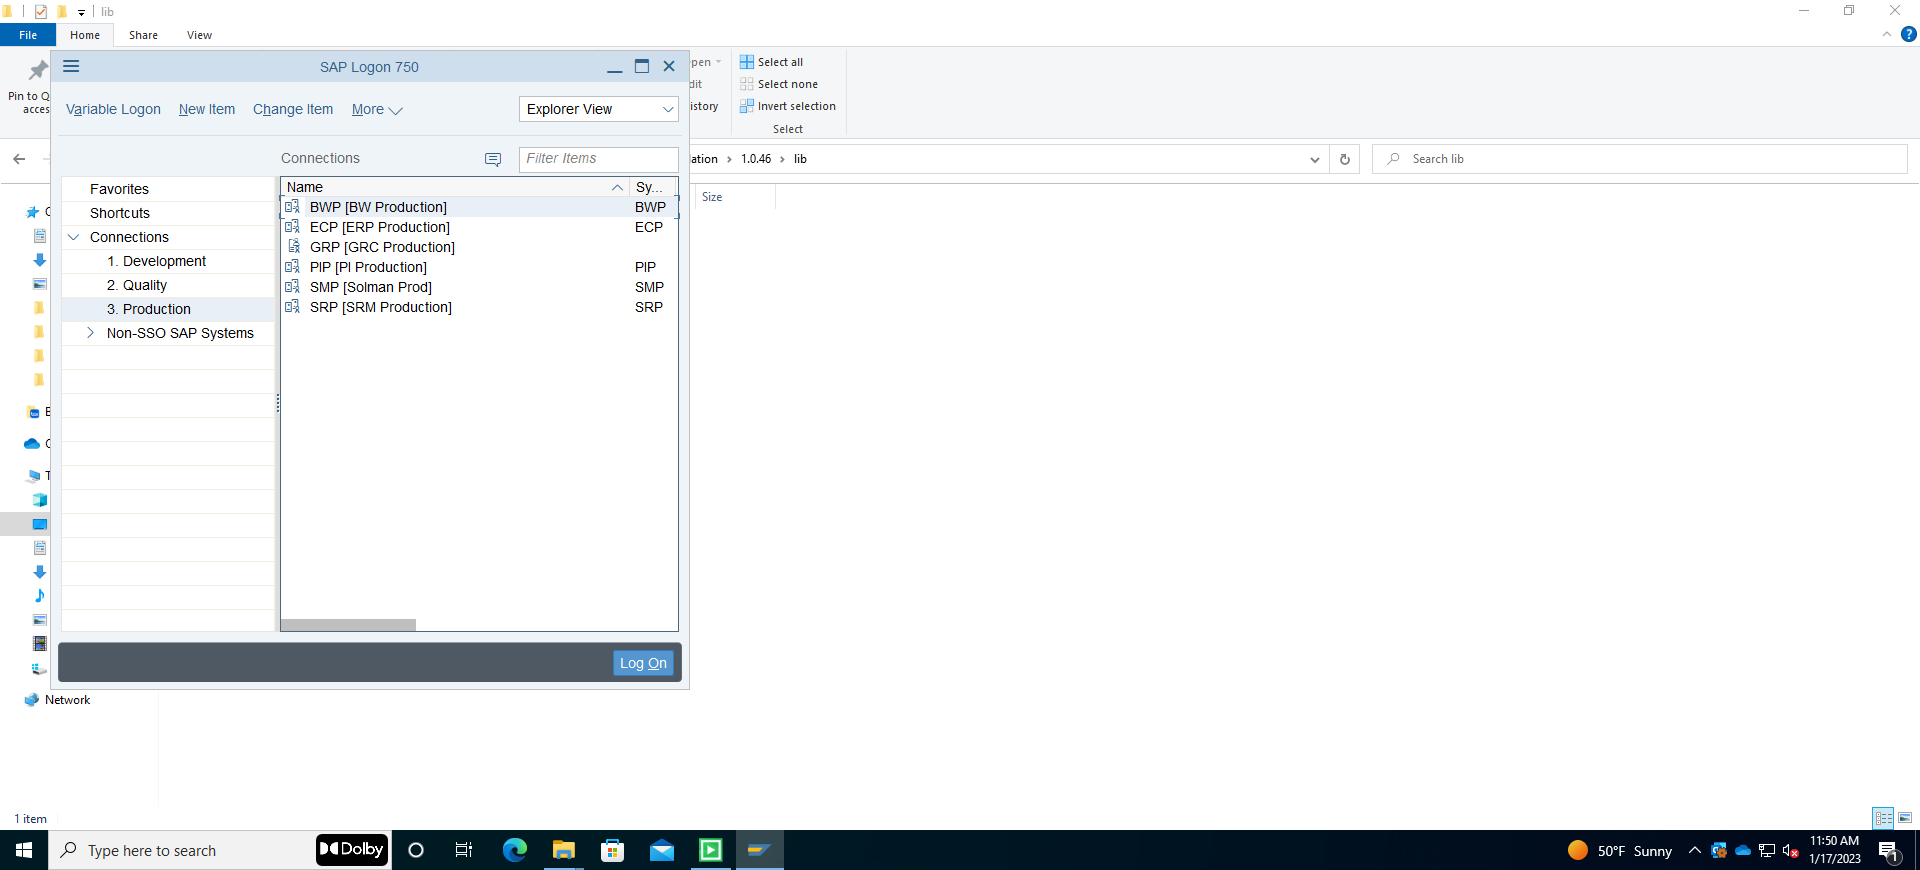 lib
File
Home
Share
View
Pin to Q
acces
SAP Logon 750
Variable Logon
New Item
Change Item
More
Explorer View
pen
dit
istory
Select all
Select none
Invert selection
Select
Connections
Filter Items
lation
1.0.46
lib
Search lib
Size
Favorites
Shortcuts
Connections
1. Development
2. Quality
3. Production
Non-SSO SAP Systems
Name
Sy...
BWP [BW Production]
BWP
ECP [ERP Production]
ECP
GRP [GRC Production]
PIP [PI Production]
PIP
SMP [Solman Prod]
SMP
SRP [SRM Production]
SRP
Log On
Network
1 item
Type here to search
Dolby
50°F Sunny
11:50 AM
1/17/2023
1